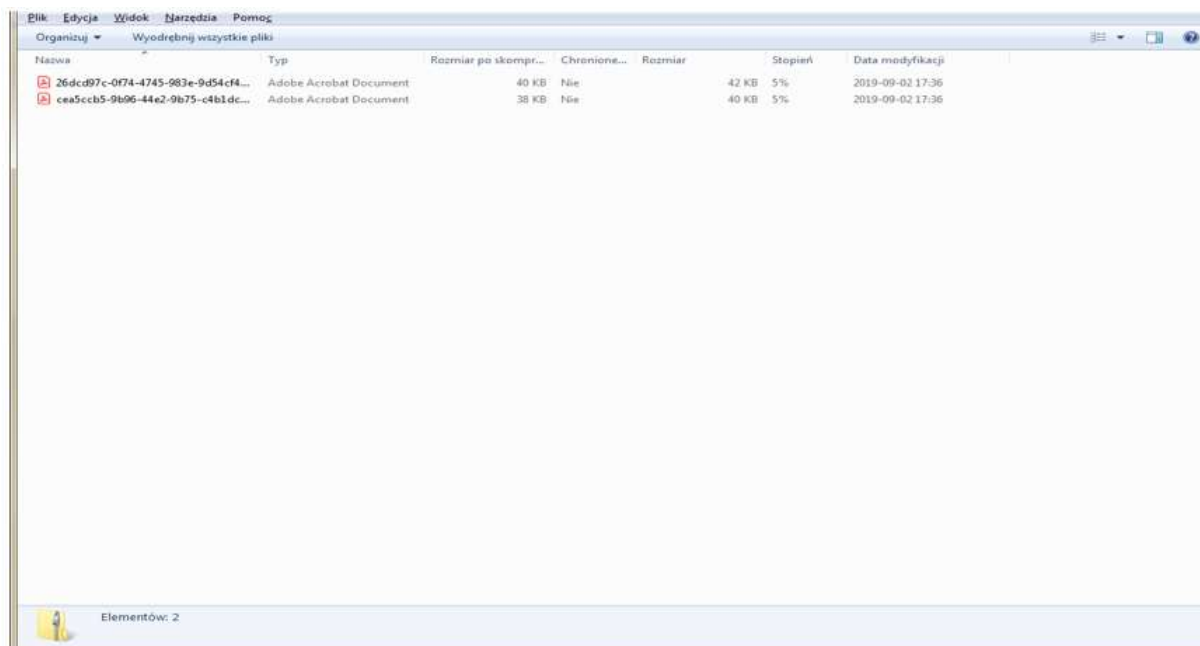 Plik Edycja Widok Narzędzia Pomoc
Organizuj Wyodrębnij wszystkie pliki
Nazwa Typ Rozmiar po skompr... Chronione... Rozmiar Stopień Data modyfikacji
26dcd97c-0f74-4745-983e-9d54cf4... Adobe Acrobat Document 40 KB Nie 42 KB 5% 2019-09-02 17:36
cea5ccb5-9b96-44e2-9b75-c4b1dc... Adobe Acrobat Document 38 KB Nie 40 KB 5% 2019-09-02 17:36
Elementów: 2